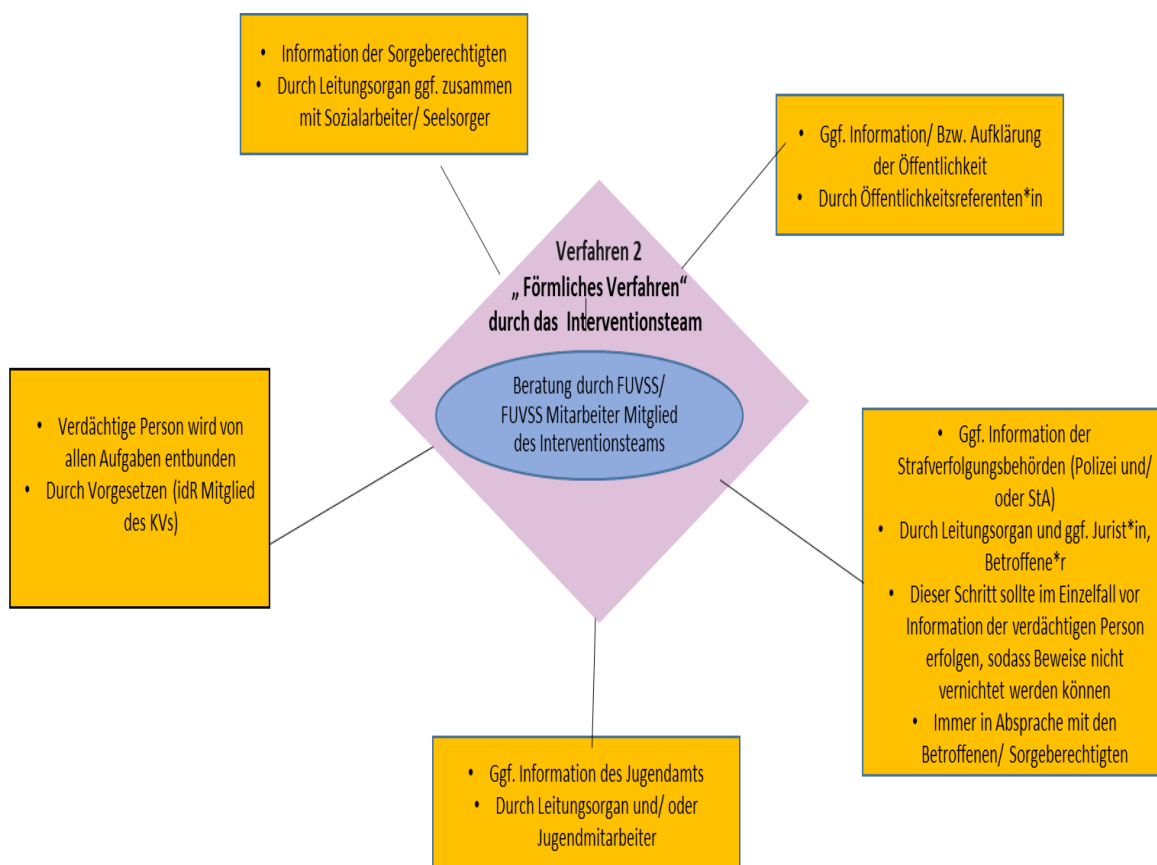 • Information der Sorgeberechtigten
• Durch Leitungsorgan ggf. zusammen
mit Sozialarbeiter/ Seelsorger
• Ggf. Information/ Bzw. Aufklärung
der Öffentlichkeit
• Durch Öffentlichkeitsreferenten*in
Verfahren 2
„ Förmliches Verfahren“
durch das Interventionsteam
Beratung durch FUVSS/
FUVSS Mitarbeiter Mitglied
des Interventionsteams
• Verdächtige Person wird von
allen Aufgaben entbunden
• Durch Vorgesetzen (idR Mitglied
des KVs)
• Ggf. Information der
Strafverfolgungsbehörden (Polizei und/
oder StA)
• Durch Leitungsorgan und ggf. Jurist*in,
Betroffene*r
• Dieser Schritt sollte im Einzelfall vor
Information der verdächtigen Person
erfolgen, sodass Beweise nicht
vernichtet werden können
• Immer in Absprache mit den
Betroffenen/ Sorgeberechtigten
• Ggf. Information des Jugendamts
• Durch Leitungsorgan und/ oder
Jugendmitarbeiter